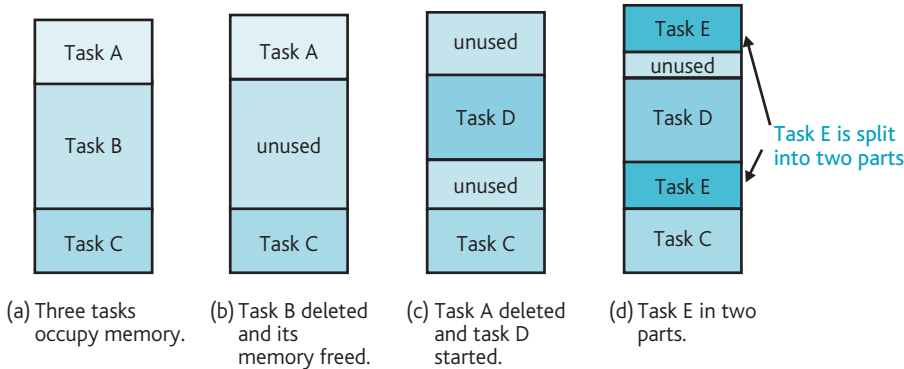 Task A
Task B
Task C
(a) Three tasks
occupy memory.
Task A
unused
Task C
(b) Task B deleted
and its
memory freed.
unused
Task D
unused
Task C
(c) Task A deleted
and task D
started.
Task E
unused
Task D
Task E
Task C
(d) Task E in two
parts.
Task E is split
into two parts